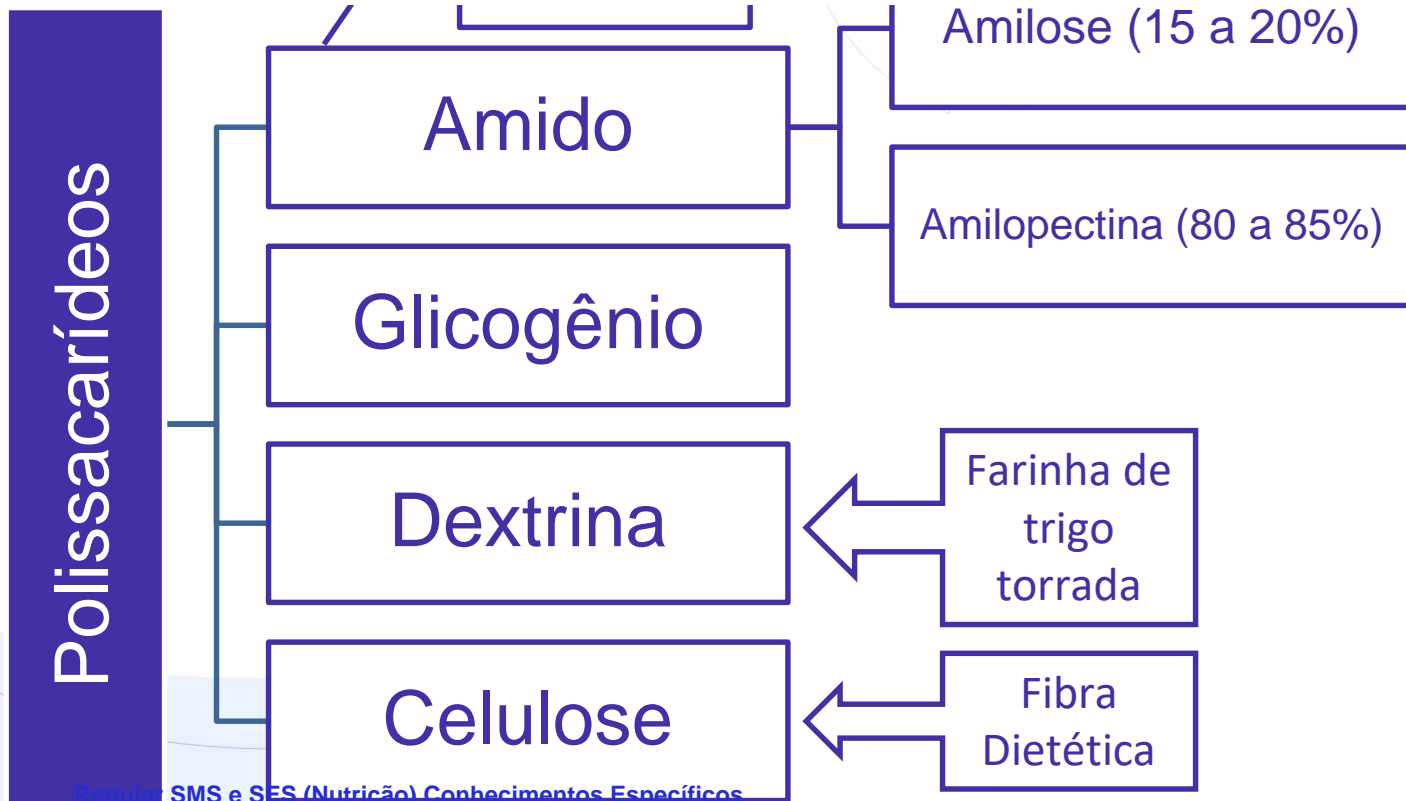 Polissacarídeos
Amido
Amilose (15 a 20%)
Amilopectina (80 a 85%)
Glicogênio
Dextrina
Farinha de
trigo
torrada
Celulose
Fibra
Dietética
Regular SMS e SES (Nutrição) Conhecimentos Específicos